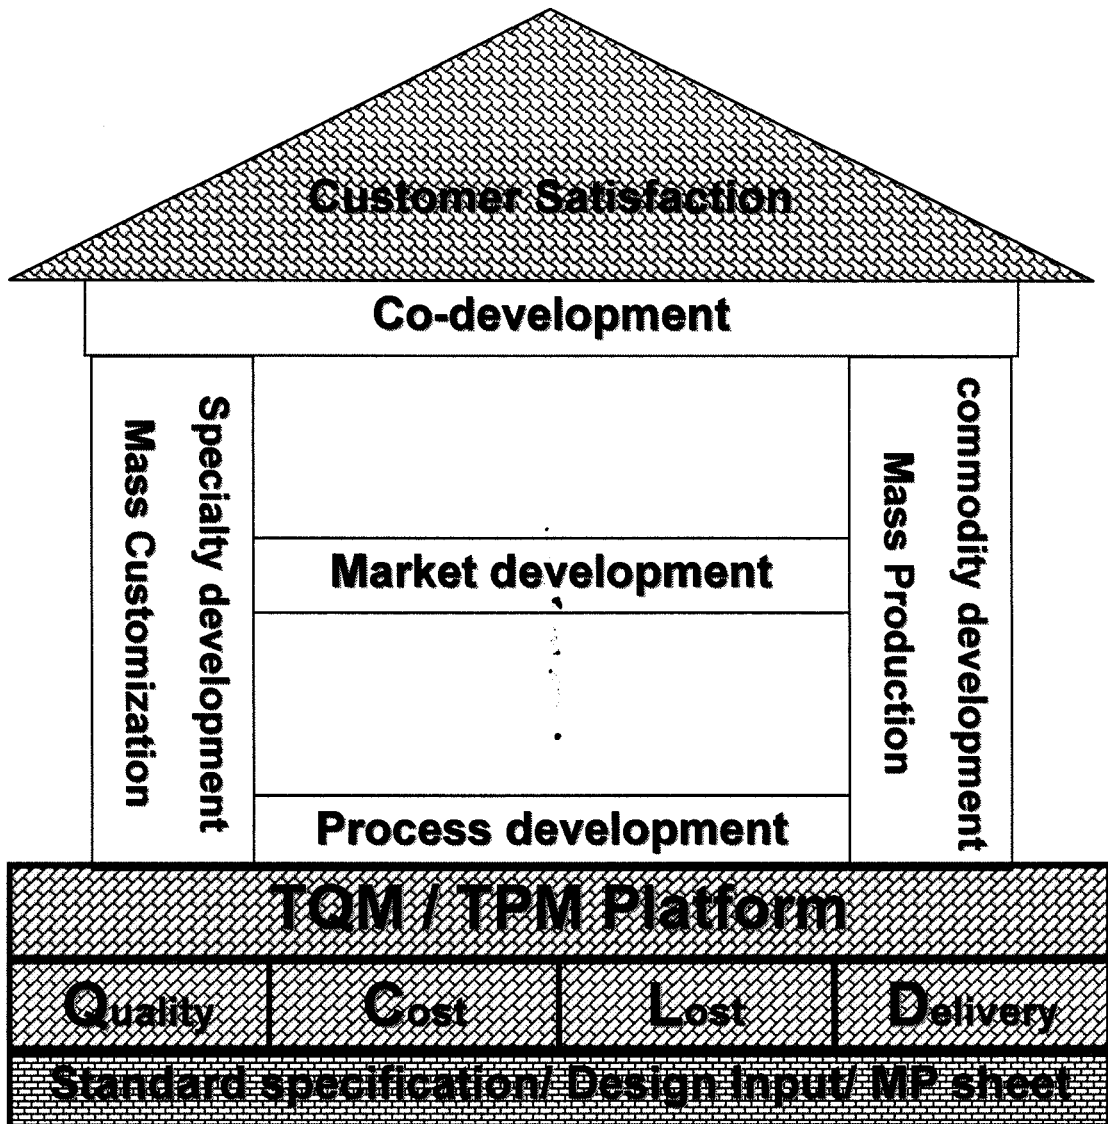 Customer Satisfaction
Co-development
Specialty development
Mass Customization
commodity development
Mass Production
Market development
Process development
TQM / TPM Platform
Quality
Cost
Lost
Delivery
Standard specification/ Design Input/ MP sheet